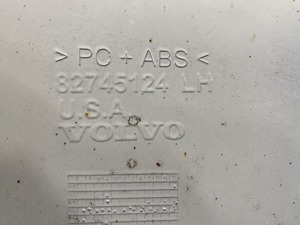 > PC + ABS <
82745124 LH
U.S.A
VOLVO